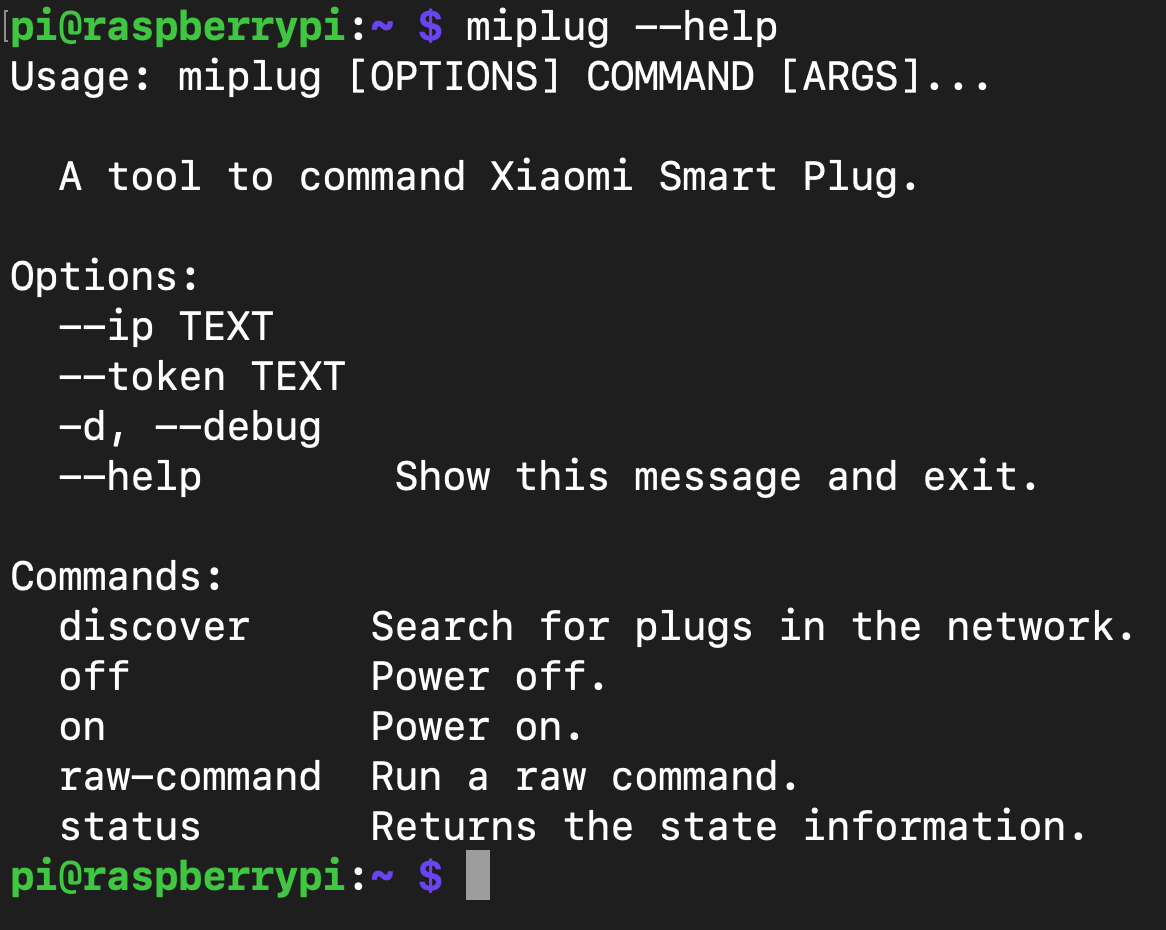 pi@raspberrypi:~ $ miplug --help
Usage: miplug [OPTIONS] COMMAND [ARGS]...
A tool to command Xiaomi Smart Plug.
Options:
--ip TEXT
--token TEXT
-d, --debug
--help Show this message and exit.
Commands:
discover Search for plugs in the network.
off Power off.
on Power on.
raw-command Run a raw command.
status Returns the state information.
pi@raspberrypi:~ $